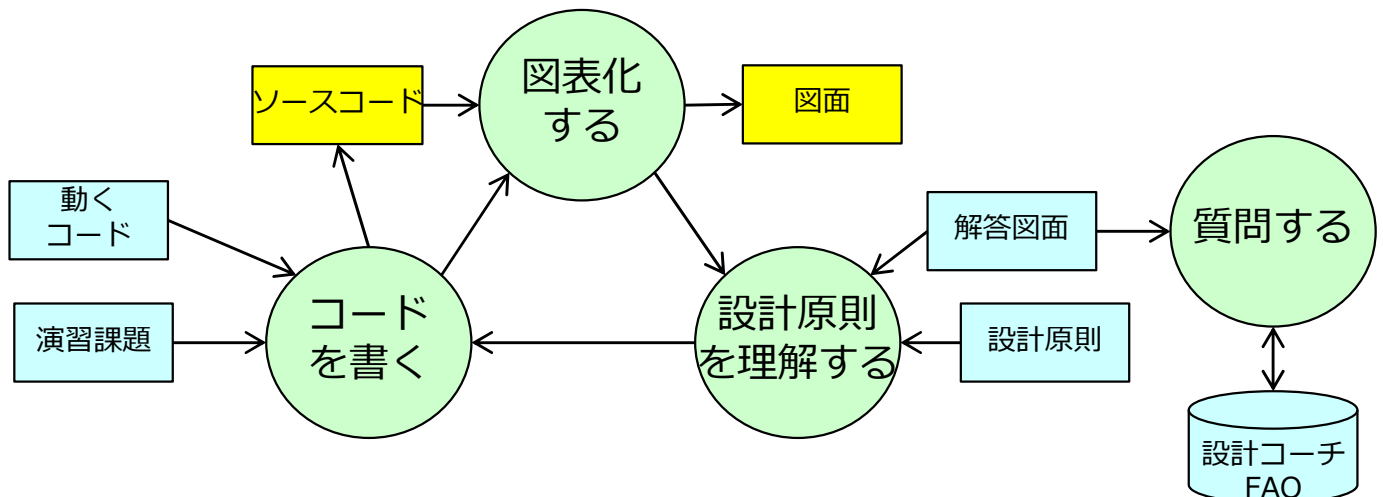 図表化
する
ソースコード
図面
動く
コード
解答図面
質問する
コード
を書く
設計原則
を理解する
演習課題
設計原則
設計コーチ
FAQ